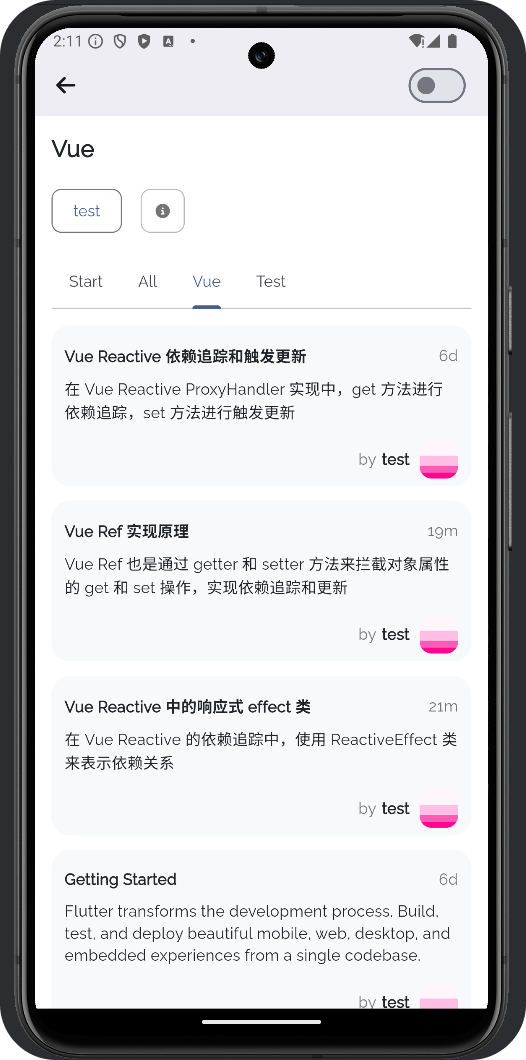 2:11
Vue
test
Start All Vue Test
Vue Reactive 依赖追踪和触发更新 6d
在 Vue Reactive ProxyHandler 实现中，get 方法进行
依赖追踪，set 方法进行触发更新
by test
Vue Ref 实现原理 19m
Vue Ref 也是通过 getter 和 setter 方法来拦截对象属性
的 get 和 set 操作，实现依赖追踪和更新
by test
Vue Reactive 中的响应式 effect 类 21m
在 Vue Reactive 的依赖追踪中，使用 ReactiveEffect 类
来表示依赖关系
by test
Getting Started 6d
Flutter transforms the development process. Build,
test, and deploy beautiful mobile, web, desktop, and
embedded experiences from a single codebase.
by test